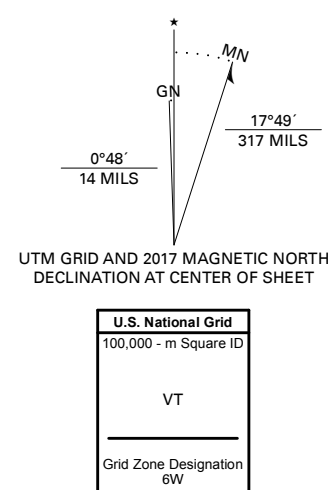 ★
MN
GN
17°49´
317 MILS
0°48´
14 MILS
UTM GRID AND 2017 MAGNETIC NORTH
DECLINATION AT CENTER OF SHEET
U.S. National Grid
100,000 - m Square ID
VT
Grid Zone Designation
6W